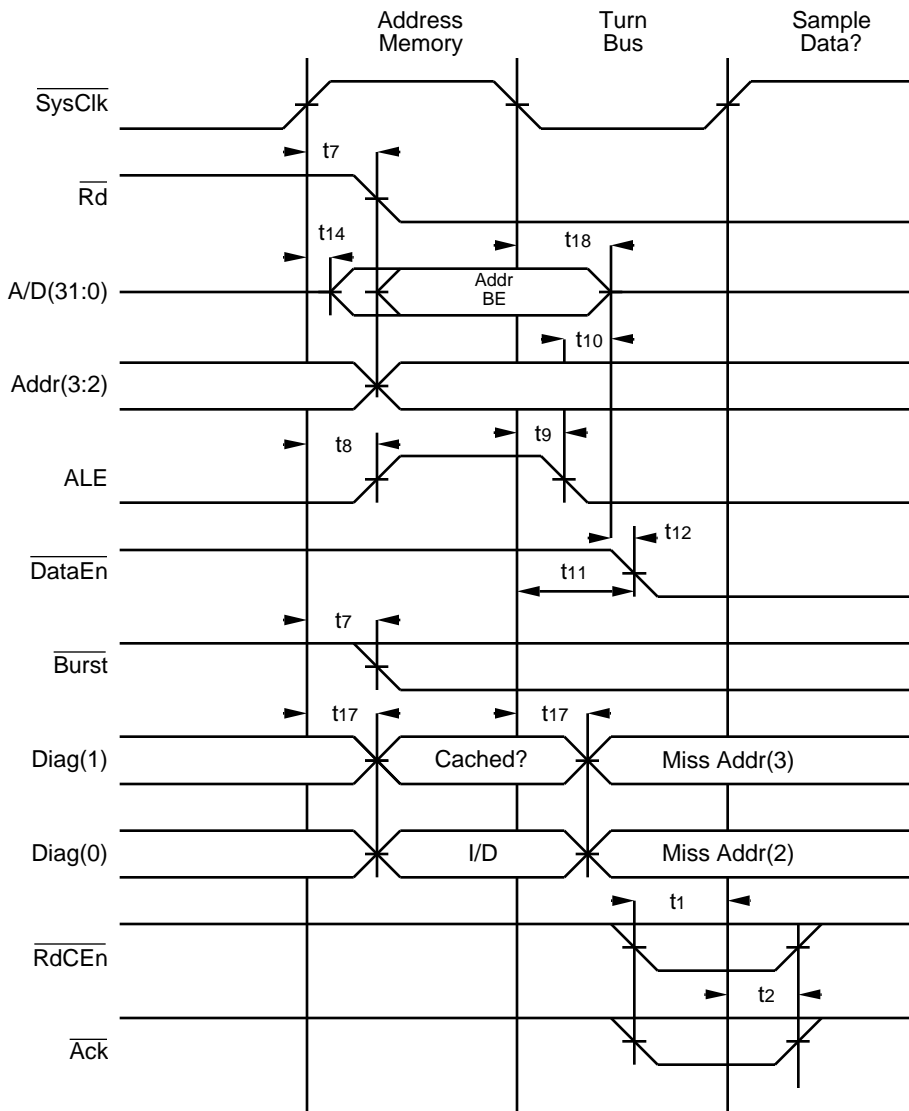 Address Memory
Turn Bus
Sample Data?
SysClk
t7
Rd
t14
t18
A/D(31:0)
Addr
BE
t10
Addr(3:2)
t8
t9
ALE
t12
DataEn
t11
t7
Burst
t17
t17
Diag(1)
Cached?
Miss Addr(3)
Diag(0)
I/D
Miss Addr(2)
t1
RdCEn
t2
Ack